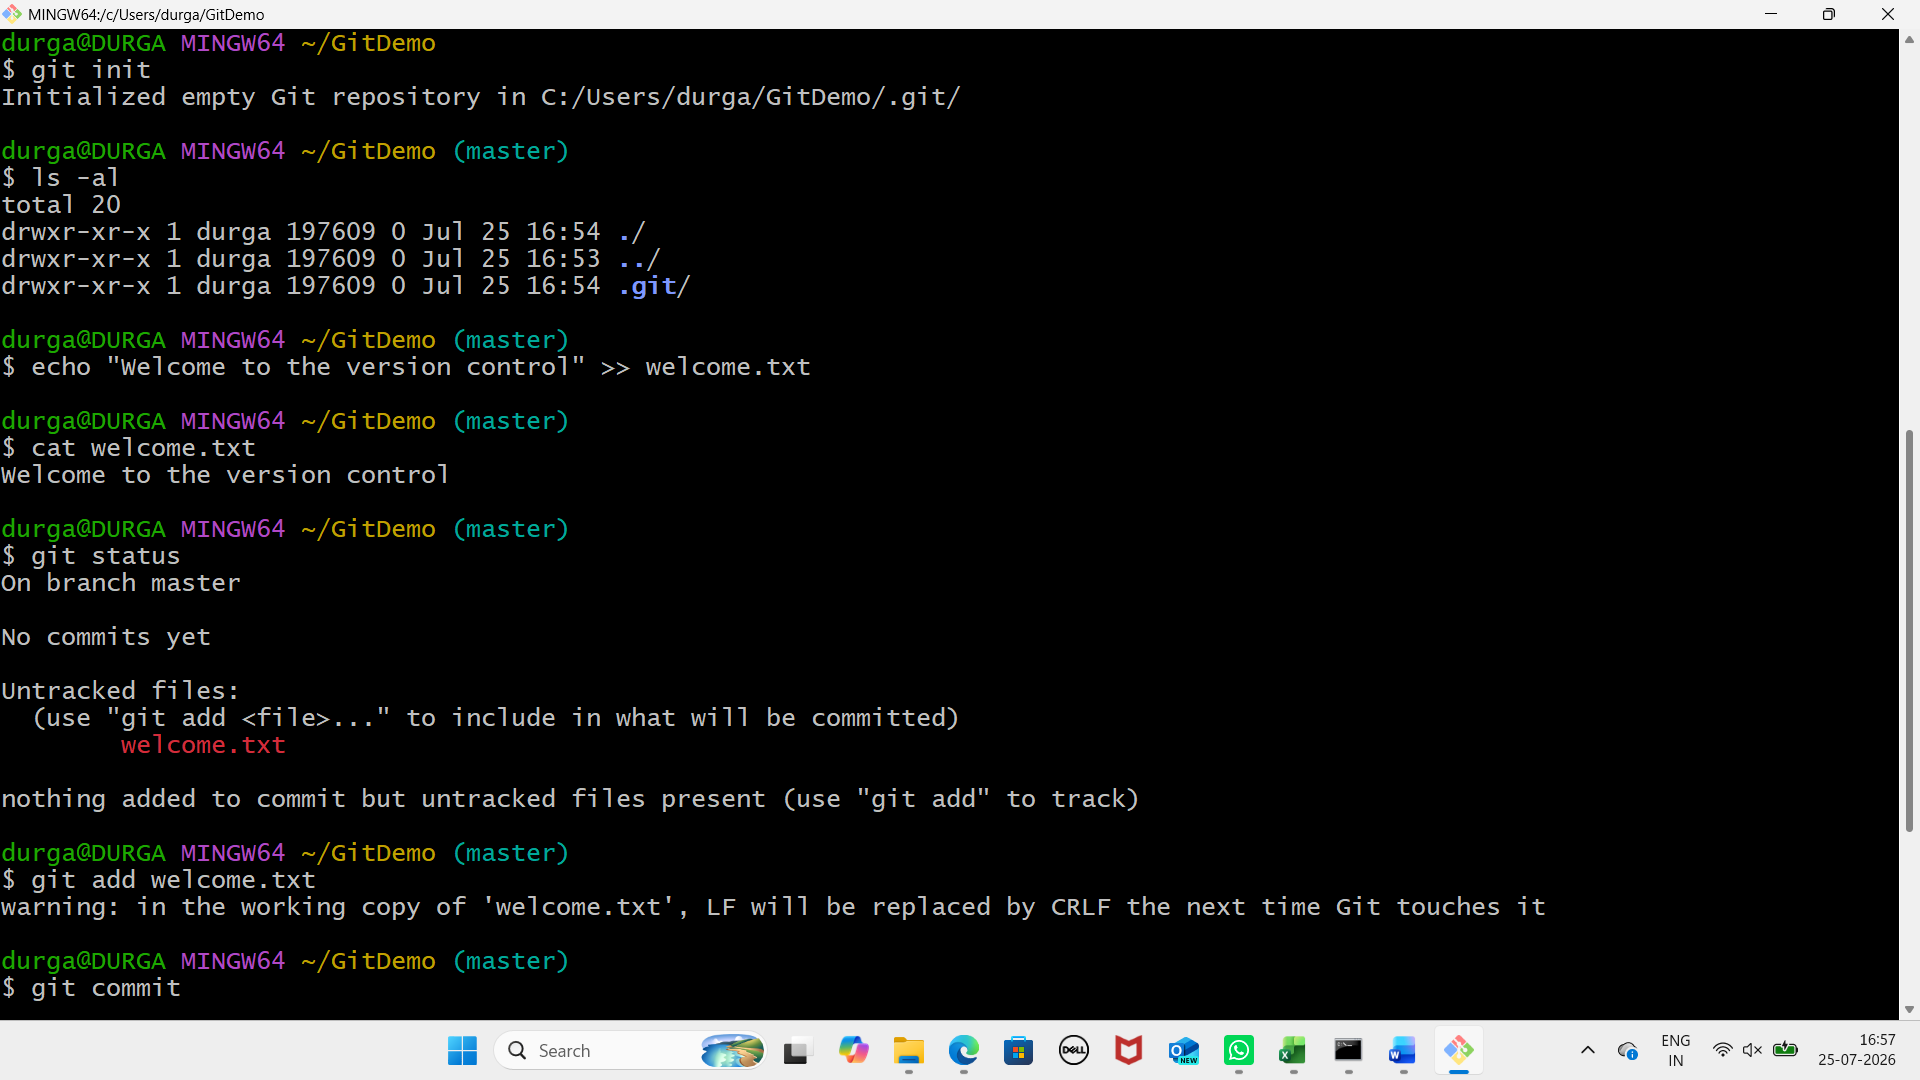 MINGW64:/c/Users/durga/GitDemo
durga@DURGA MINGW64 ~/GitDemo
$ git init
Initialized empty Git repository in C:/Users/durga/GitDemo/.git/
durga@DURGA MINGW64 ~/GitDemo (master)
$ ls -al
total 20
drwxr-xr-x 1 durga 197609 0 Jul 25 16:54 ./
drwxr-xr-x 1 durga 197609 0 Jul 25 16:53 ../
drwxr-xr-x 1 durga 197609 0 Jul 25 16:54 .git/
durga@DURGA MINGW64 ~/GitDemo (master)
$ echo "Welcome to the version control" >> welcome.txt
durga@DURGA MINGW64 ~/GitDemo (master)
$ cat welcome.txt
Welcome to the version control
durga@DURGA MINGW64 ~/GitDemo (master)
$ git status
On branch master
No commits yet
Untracked files:
  (use "git add <file>..." to include in what will be committed)
        welcome.txt
nothing added to commit but untracked files present (use "git add" to track)
durga@DURGA MINGW64 ~/GitDemo (master)
$ git add welcome.txt
warning: in the working copy of 'welcome.txt', LF will be replaced by CRLF the next time Git touches it
durga@DURGA MINGW64 ~/GitDemo (master)
$ git commit
Search
DELL
NEW
ENG
IN
16:57
25-07-2026